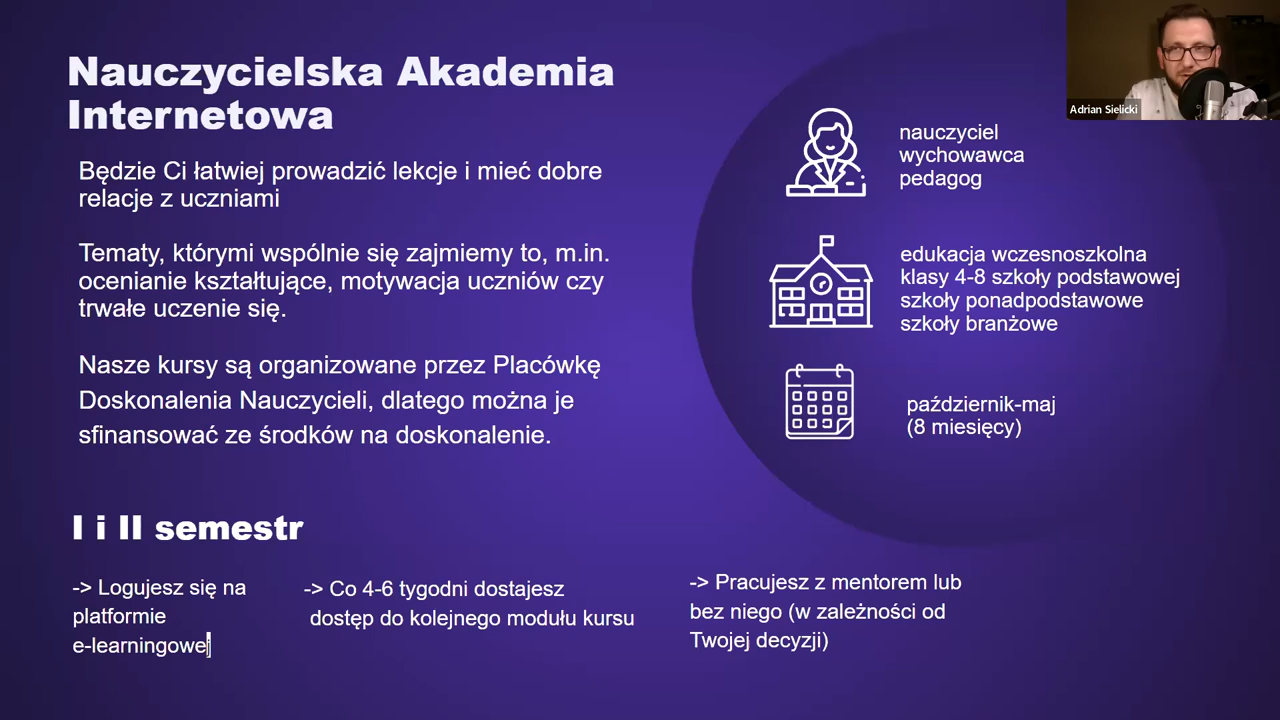 Nauczycielska Akademia
Internetowa
Będzie Ci łatwiej prowadzić lekcje i mieć dobre
relacje z uczniami
Tematy, którymi wspólnie się zajmiemy to, m.in.
ocenianie kształtujące, motywacja uczniów czy
trwałe uczenie się.
Nasze kursy są organizowane przez Placówkę
Doskonalenia Nauczycieli, dlatego można je
sfinansować ze środków na doskonalenie.
nauczyciel
wychowawca
pedagog
edukacja wczesnoszkolna
klasy 4-8 szkoły podstawowej
szkoły ponadpodstawowe
szkoły branżowe
październik-maj
(8 miesięcy)
I i II semestr
-> Logujesz się na
platformie
e-learningowej
-> Co 4-6 tygodni dostajesz
dostęp do kolejnego modułu kursu
-> Pracujesz z mentorem lub
bez niego (w zależności od
Twojej decyzji)
Adrian Sielicki